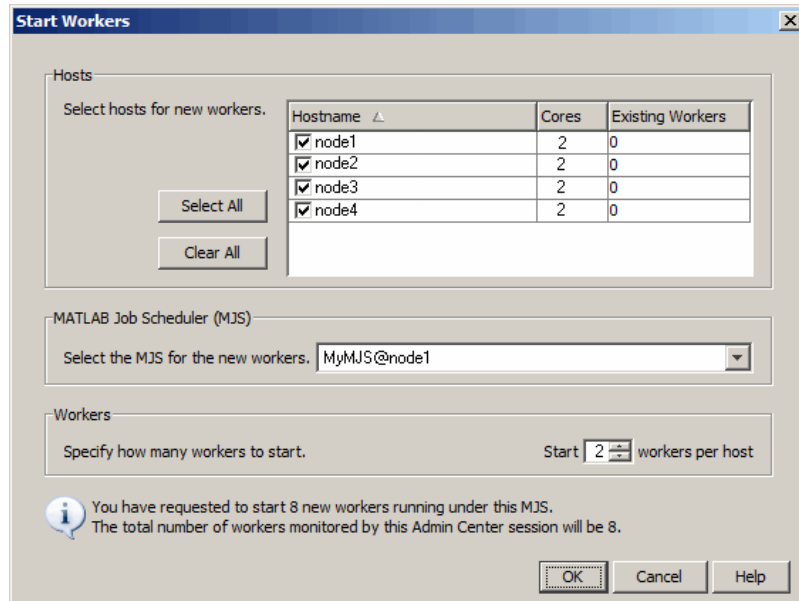 Start Workers
Hosts
Select hosts for new workers.
Hostname Cores Existing Workers
node1 2 0
node2 2 0
node3 2 0
node4 2 0
Select All
Clear All
MATLAB Job Scheduler (MJS)
Select the MJS for the new workers. MyMJS@node1
Workers
Specify how many workers to start. Start 2 workers per host
You have requested to start 8 new workers running under this MJS.
The total number of workers monitored by this Admin Center session will be 8.
OK Cancel Help